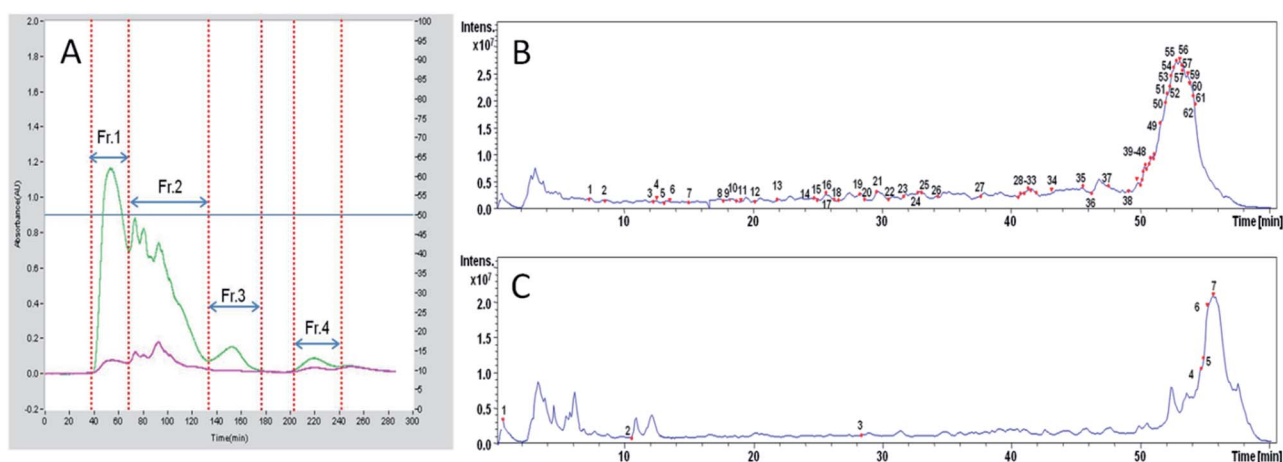 A
Absorbance(AU)
2.0
1.8
1.6
1.4
1.2
1.0
0.8
0.6
0.4
0.2
0.0
-0.2
Fr.1
Fr.2
Fr.3
Fr.4
100
95
90
85
80
75
70
65
60
55
50
45
40
35
30
25
20
15
10
5
0
0 20 40 60 80 100 120 140 160 180 200 220 240 260 280 300
Time(min)
B
Intens.
x10⁷
2.5
2.0
1.5
1.0
0.5
0.0
1 2 3 4 5 6 7 8 9 10 11 12 13 14 15 16 17 18 19 20 21 22 23 24 25 26 27 28 -33 34 35 36 37 38 39-48 49 50 51 52 53 54 55 56 57 57 59 60 61 62
10 20 30 40 50 Time [min]
C
Intens.
x10⁷
2.0
1.5
1.0
0.5
0.0
1 2 3 4 5 6 7
10 20 30 40 50 Time [min]